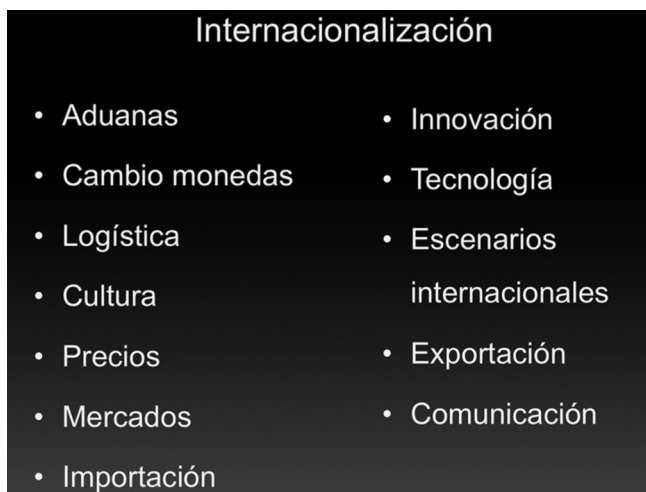 Internacionalización
• Aduanas
• Cambio monedas
• Logística
• Cultura
• Precios
• Mercados
• Importación
• Innovación
• Tecnología
• Escenarios
internacionales
• Exportación
• Comunicación